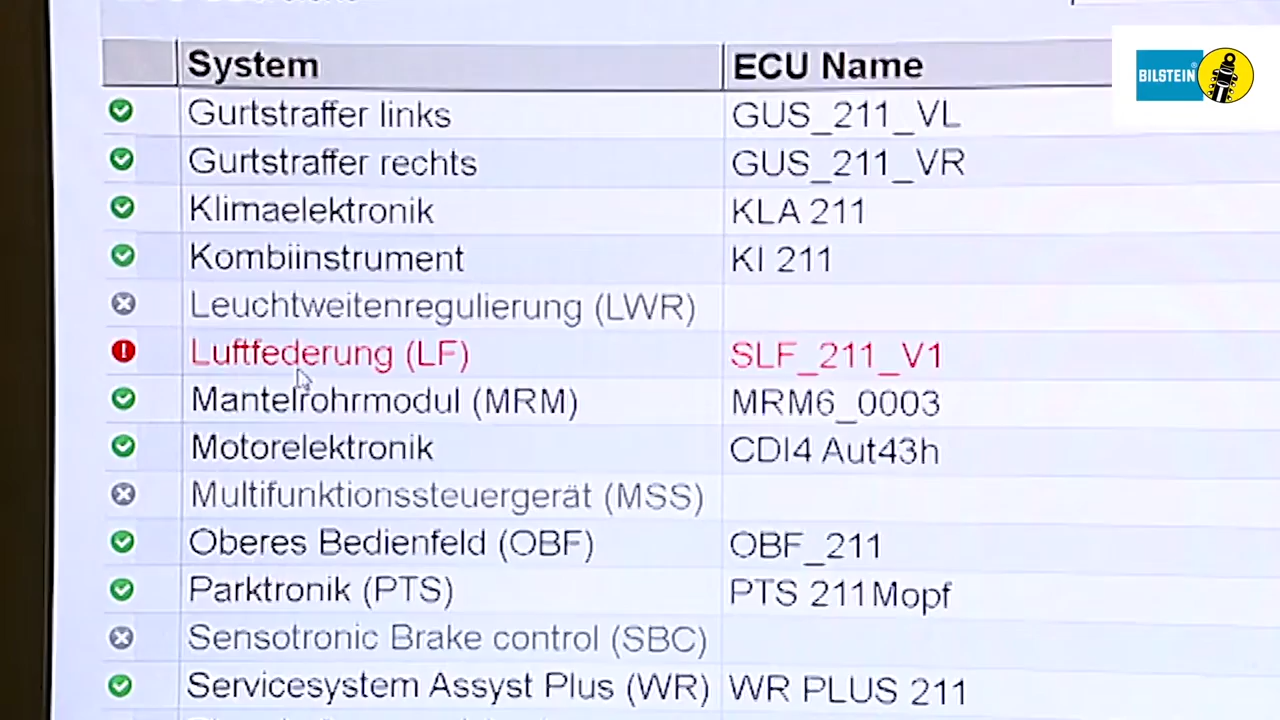 System ECU Name
Gurtstraffer links GUS_211_VL
Gurtstraffer rechts GUS_211_VR
Klimaelektronik KLA 211
Kombiinstrument KI 211
Leuchtweitenregulierung (LWR)
Luftfederung (LF) SLF_211_V1
Mantelrohrmodul (MRM) MRM6_0003
Motorelektronik CDI4 Aut43h
Multifunktionssteuergerät (MSS)
Oberes Bedienfeld (OBF) OBF_211
Parktronik (PTS) PTS 211Mopf
Sensotronic Brake control (SBC)
Servicesystem Assyst Plus (WR) WR PLUS 211
BILSTEIN®